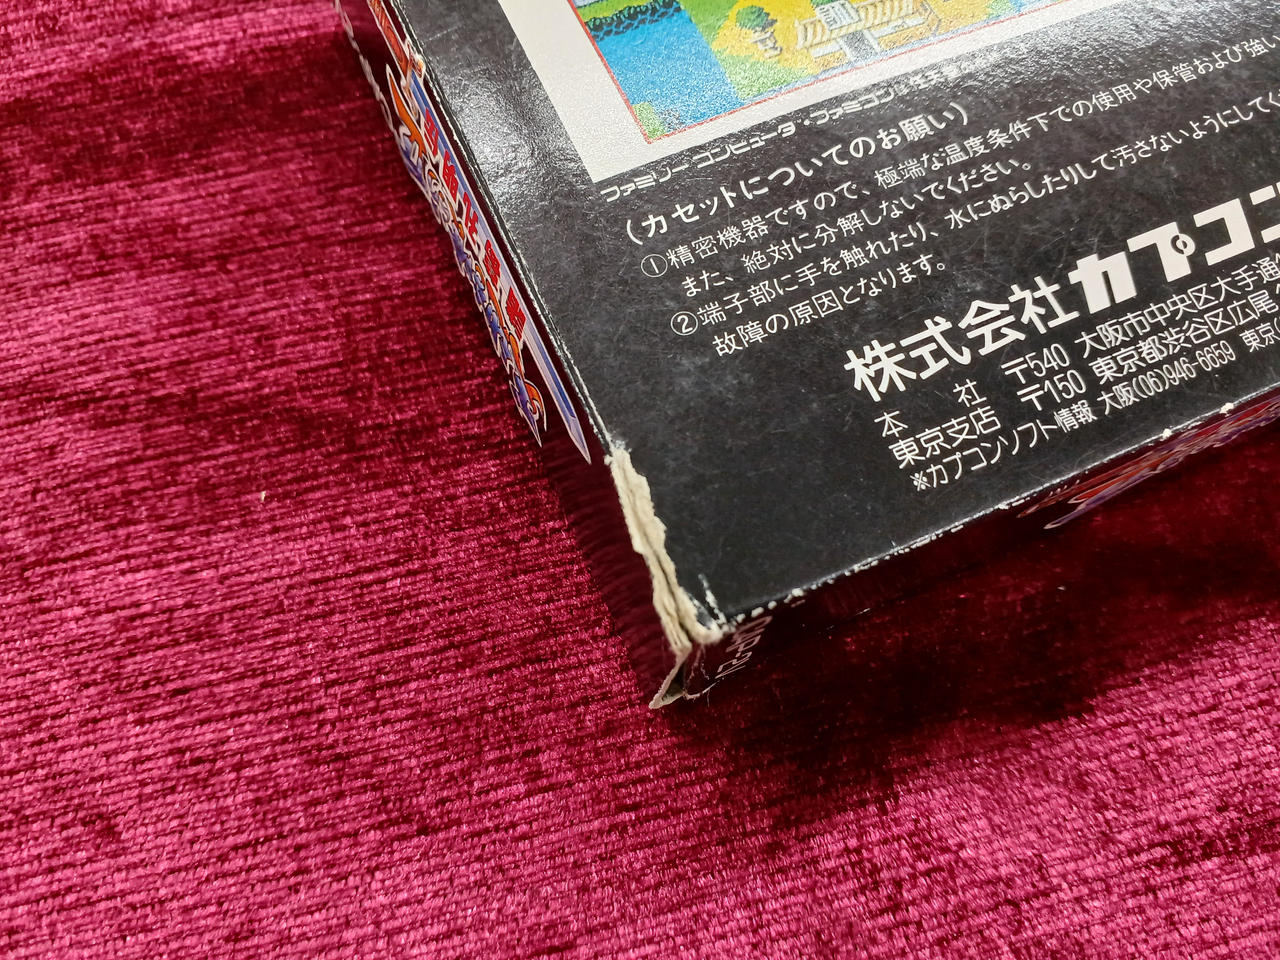 ファミリーコンピュータ・ファミコン
(カセットについてのお願い)
①精密機器ですので、極端な温度条件下での使用や保管および強い
また、絶対に分解しないでください。
②端子部に手を触れたり、水にぬらしたりして汚さないようにしてく
故障の原因となります。
株式会社カプコン
本 社 〒540 大阪市中央区大手通
東京支店 〒150 東京都渋谷区広尾
※カプコンソフト情報 大阪(06)946-6659 東京